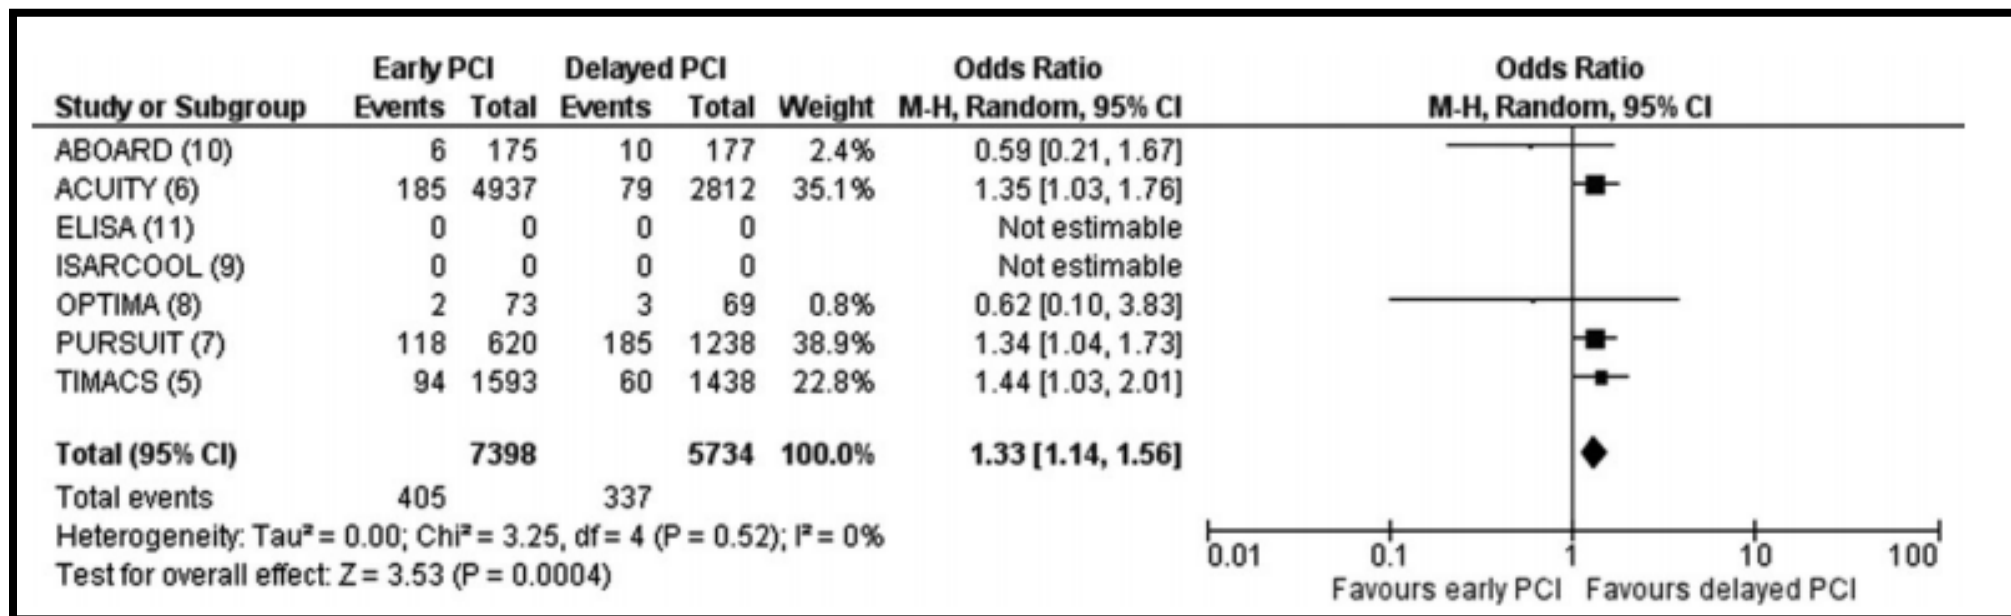 Early PCI Delayed PCI Odds Ratio Odds Ratio
Study or Subgroup Events Total Events Total Weight M-H, Random, 95% CI M-H, Random, 95% CI
ABOARD (10) 6 175 10 177 2.4% 0.59 [0.21, 1.67]
ACUITY (6) 185 4937 79 2812 35.1% 1.35 [1.03, 1.76]
ELISA (11) 0 0 0 0 Not estimable
ISARCOOL (9) 0 0 0 0 Not estimable
OPTIMA (8) 2 73 3 69 0.8% 0.62 [0.10, 3.83]
PURSUIT (7) 118 620 185 1238 38.9% 1.34 [1.04, 1.73]
TIMACS (5) 94 1593 60 1438 22.8% 1.44 [1.03, 2.01]
Total (95% CI) 7398 5734 100.0% 1.33 [1.14, 1.56]
Total events 405 337
Heterogeneity: Tau² = 0.00; Chi² = 3.25, df = 4 (P = 0.52); I² = 0%
Test for overall effect: Z = 3.53 (P = 0.0004)
0.01 0.1 1 10 100
Favours early PCI Favours delayed PCI